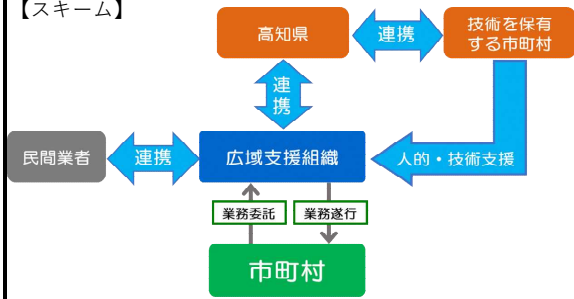 【スキーム】
高知県
連携
技術を保有
する市町村
連
携
民間業者
連携
広域支援組織
人的・技術支援
業務委託
業務遂行
市町村